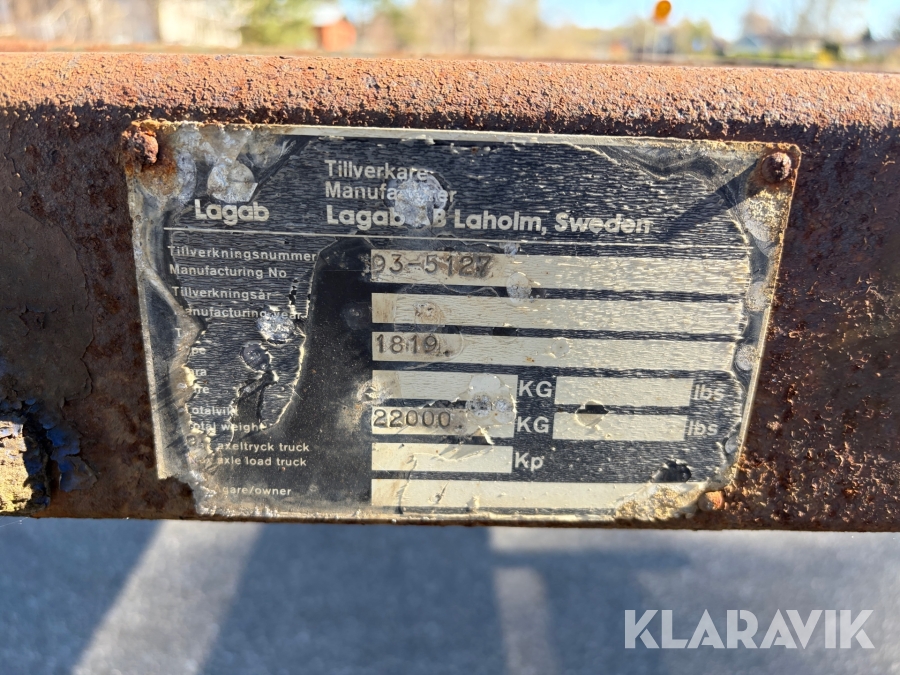 Lagab
Tillverkare
Manufacturer
Lagab AB Laholm, Sweden
Tillverkningsnummer
Manufacturing No
93-5127
Tillverkningsår
Manufacturing year
1819
KG lbs
Totalvikt
Total weight
22000 KG lbs
axeltryck truck
axle load truck
Kp
gare/owner
KLARAVIK